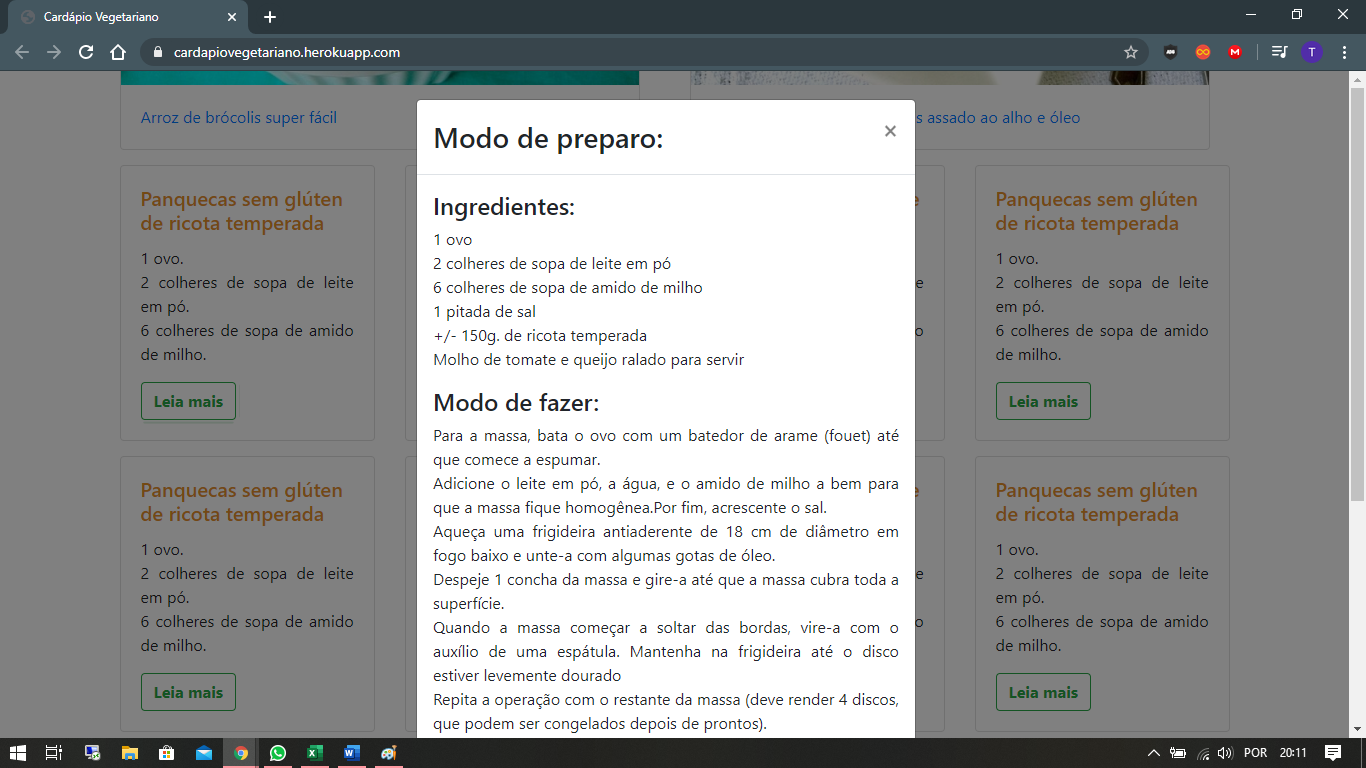 Cardápio Vegetariano
cardapiovegetariano.herokuapp.com
T
Arroz de brócolis super fácil
s assado ao alho e óleo
Modo de preparo:
×
Ingredientes:
1 ovo
2 colheres de sopa de leite em pó
6 colheres de sopa de amido de milho
1 pitada de sal
+/- 150g. de ricota temperada
Molho de tomate e queijo ralado para servir
Modo de fazer:
Para a massa, bata o ovo com um batedor de arame (fouet) até
que comece a espumar.
Adicione o leite em pó, a água, e o amido de milho a bem para
que a massa fique homogênea.Por fim, acrescente o sal.
Aqueça uma frigideira antiaderente de 18 cm de diâmetro em
fogo baixo e unte-a com algumas gotas de óleo.
Despeje 1 concha da massa e gire-a até que a massa cubra toda a
superfície.
Quando a massa começar a soltar das bordas, vire-a com o
auxílio de uma espátula. Mantenha na frigideira até o disco
estiver levemente dourado
Repita a operação com o restante da massa (deve render 4 discos,
que podem ser congelados depois de prontos).
Panquecas sem glúten
de ricota temperada
1 ovo.
2 colheres de sopa de leite
em pó.
6 colheres de sopa de amido
de milho.
Leia mais
Panquecas sem glúten
de ricota temperada
1 ovo.
2 colheres de sopa de leite
em pó.
6 colheres de sopa de amido
de milho.
Leia mais
Panquecas sem glúten
de ricota temperada
1 ovo.
2 colheres de sopa de leite
em pó.
6 colheres de sopa de amido
de milho.
Leia mais
Panquecas sem glúten
de ricota temperada
1 ovo.
2 colheres de sopa de leite
em pó.
6 colheres de sopa de amido
de milho.
Leia mais
POR
20:11